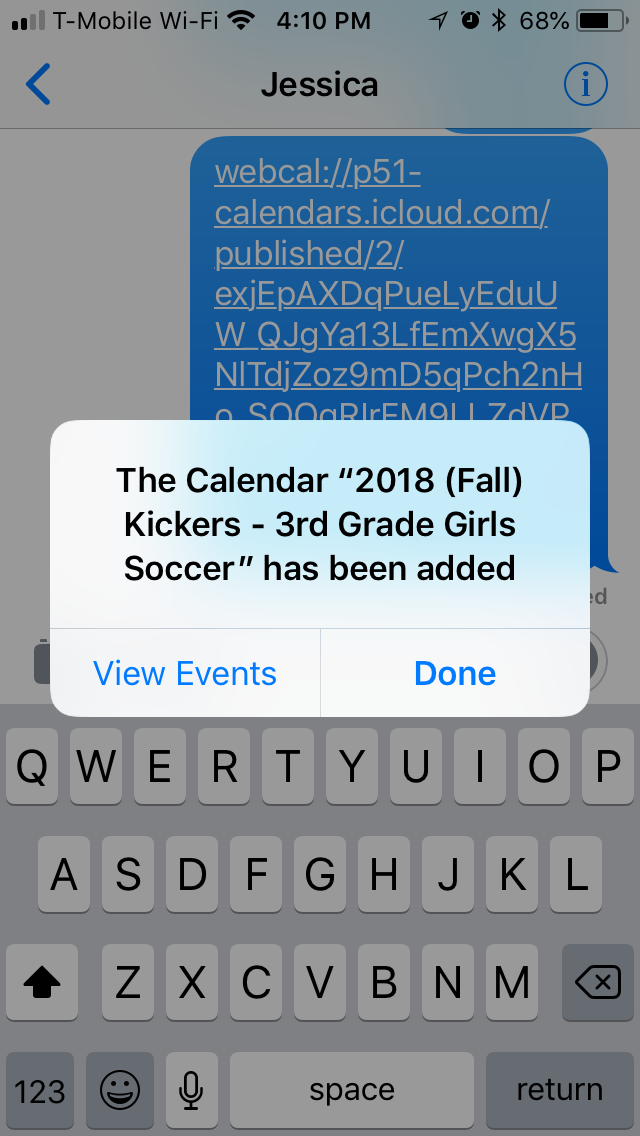 T-Mobile Wi-Fi 4:10 PM 68%
Jessica
webcal://p51-
calendars.icloud.com/
published/2/
exjEpAXDqPueLyEduU
W_QJgYa13LfEmXwgX5
NlTdjZoz9mD5qPch2nH
The Calendar “2018 (Fall)
Kickers - 3rd Grade Girls
Soccer” has been added
View Events Done
Q W E R T Y U I O P
A S D F G H J K L
Z X C V B N M
123 space return